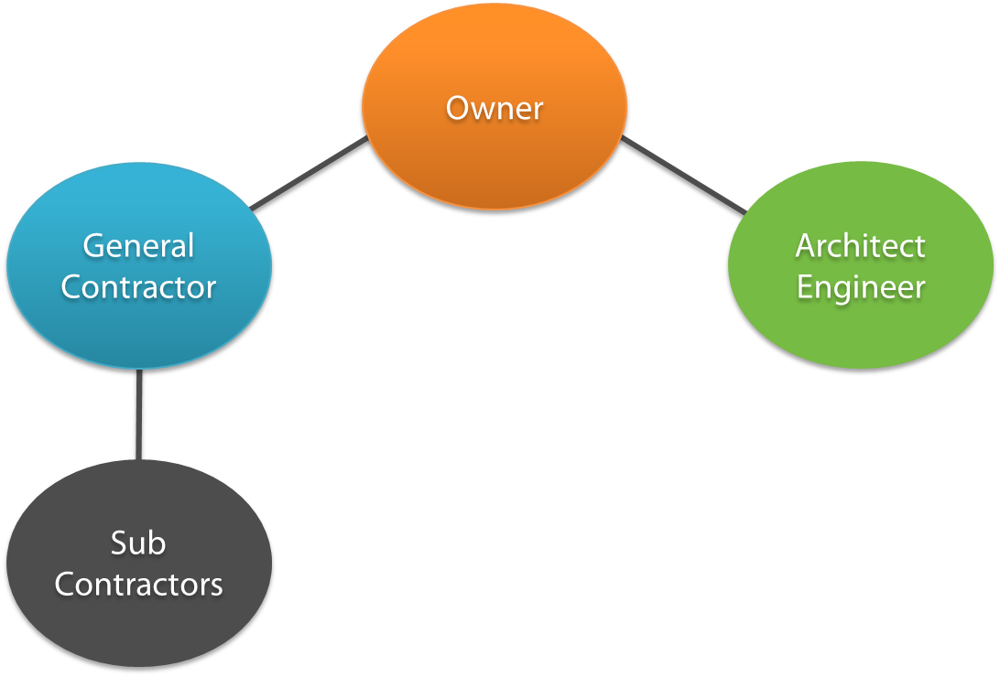 Owner
General
Contractor
Architect
Engineer
Sub
Contractors